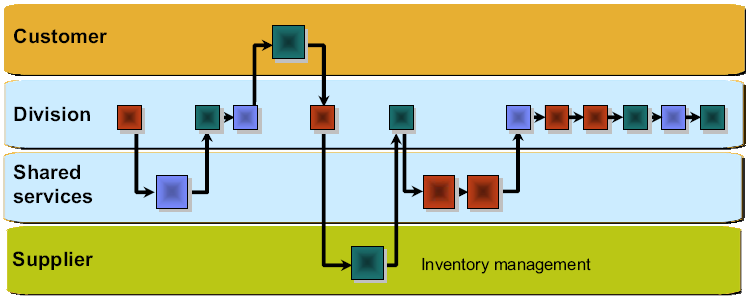 Customer
Division
Shared
services
Supplier
Inventory management